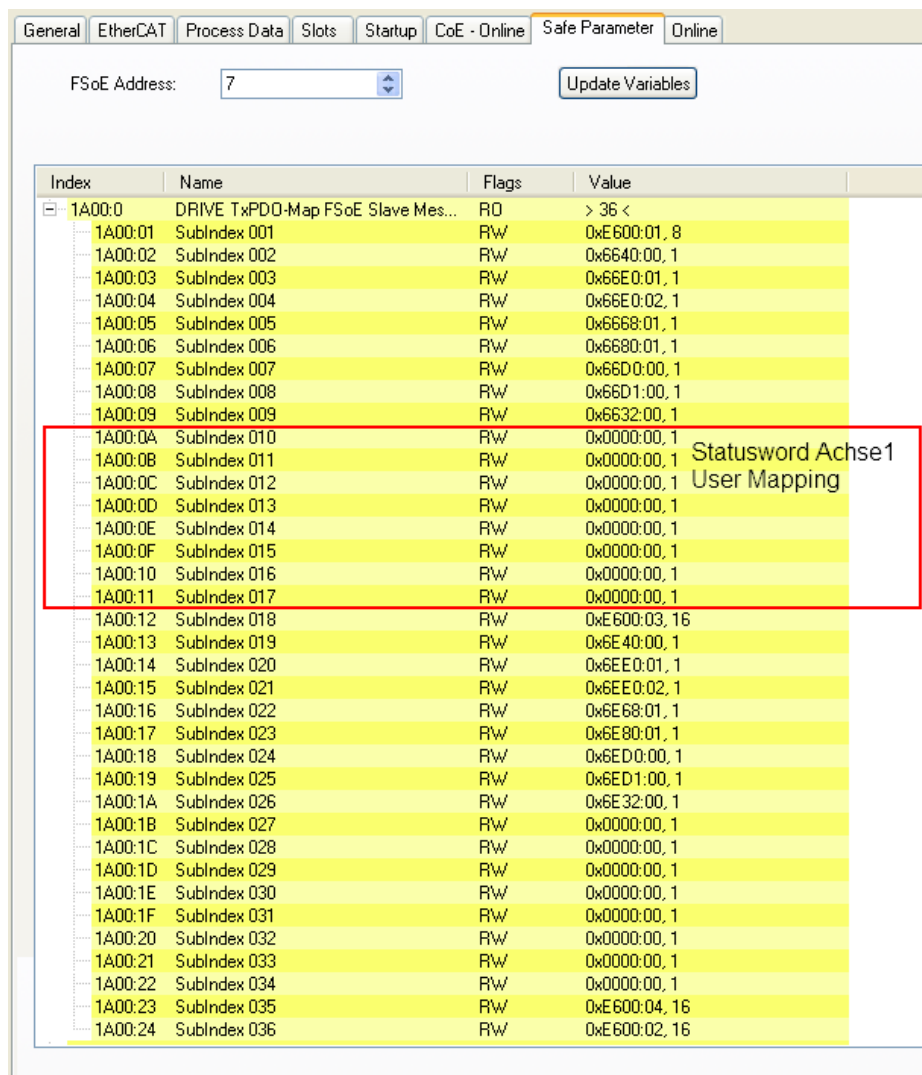 General EtherCAT Process Data Slots Startup CoE - Online Safe Parameter Online
FSoE Address: 7 Update Variables
Index Name Flags Value
1A00:0 DRIVE TxPDO-Map FSoE Slave Mes... RO > 36 <
1A00:01 SubIndex 001 RW 0xE600:01, 8
1A00:02 SubIndex 002 RW 0x6640:00, 1
1A00:03 SubIndex 003 RW 0x66E0:01, 1
1A00:04 SubIndex 004 RW 0x66E0:02, 1
1A00:05 SubIndex 005 RW 0x6668:01, 1
1A00:06 SubIndex 006 RW 0x6680:01, 1
1A00:07 SubIndex 007 RW 0x66D0:00, 1
1A00:08 SubIndex 008 RW 0x66D1:00, 1
1A00:09 SubIndex 009 RW 0x6632:00, 1
1A00:0A SubIndex 010 RW 0x0000:00, 1
1A00:0B SubIndex 011 RW 0x0000:00, 1 Statusword Achse1
1A00:0C SubIndex 012 RW 0x0000:00, 1 User Mapping
1A00:0D SubIndex 013 RW 0x0000:00, 1
1A00:0E SubIndex 014 RW 0x0000:00, 1
1A00:0F SubIndex 015 RW 0x0000:00, 1
1A00:10 SubIndex 016 RW 0x0000:00, 1
1A00:11 SubIndex 017 RW 0x0000:00, 1
1A00:12 SubIndex 018 RW 0xE600:03, 16
1A00:13 SubIndex 019 RW 0x6E40:00, 1
1A00:14 SubIndex 020 RW 0x6EE0:01, 1
1A00:15 SubIndex 021 RW 0x6EE0:02, 1
1A00:16 SubIndex 022 RW 0x6E68:01, 1
1A00:17 SubIndex 023 RW 0x6E80:01, 1
1A00:18 SubIndex 024 RW 0x6ED0:00, 1
1A00:19 SubIndex 025 RW 0x6ED1:00, 1
1A00:1A SubIndex 026 RW 0x6E32:00, 1
1A00:1B SubIndex 027 RW 0x0000:00, 1
1A00:1C SubIndex 028 RW 0x0000:00, 1
1A00:1D SubIndex 029 RW 0x0000:00, 1
1A00:1E SubIndex 030 RW 0x0000:00, 1
1A00:1F SubIndex 031 RW 0x0000:00, 1
1A00:20 SubIndex 032 RW 0x0000:00, 1
1A00:21 SubIndex 033 RW 0x0000:00, 1
1A00:22 SubIndex 034 RW 0x0000:00, 1
1A00:23 SubIndex 035 RW 0xE600:04, 16
1A00:24 SubIndex 036 RW 0xE600:02, 16